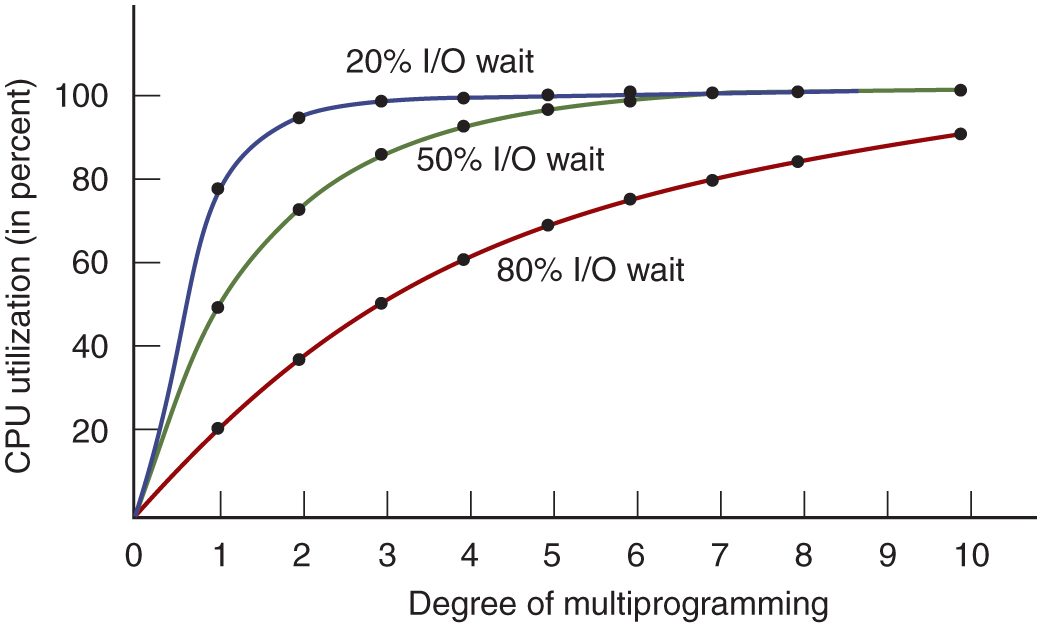 20% I/O wait
100
50% I/O wait
80
60
80% I/O wait
40
20
CPU utilization (in percent)
0 1 2 3 4 5 6 7 8 9 10
Degree of multiprogramming